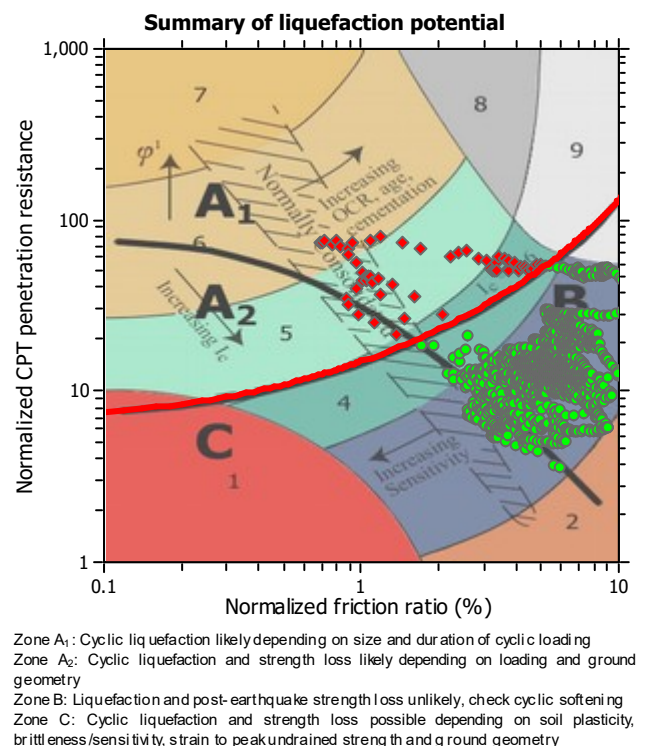 Summary of liquefaction potential
1,000
7
8
9
φ¹
Increasing
OCR, age,
cementation
Normally
A₁
100
6
A₂
Increasing Ic
5
Ic
B
10
4
C
1
Increasing
Sensitivity
2
1
0.1
1
10
Normalized CPT penetration resistance
Normalized friction ratio (%)
Zone A₁: Cyclic liquefaction likely depending on size and duration of cyclic loading
Zone A₂: Cyclic liquefaction and strength loss likely depending on loading and ground
geometry
Zone B: Liquefaction and post-earthquake strength loss unlikely, check cyclic softening
Zone C: Cyclic liquefaction and strength loss possible depending on soil plasticity,
brittleness/sensitivity, strain to peak undrained strength and ground geometry